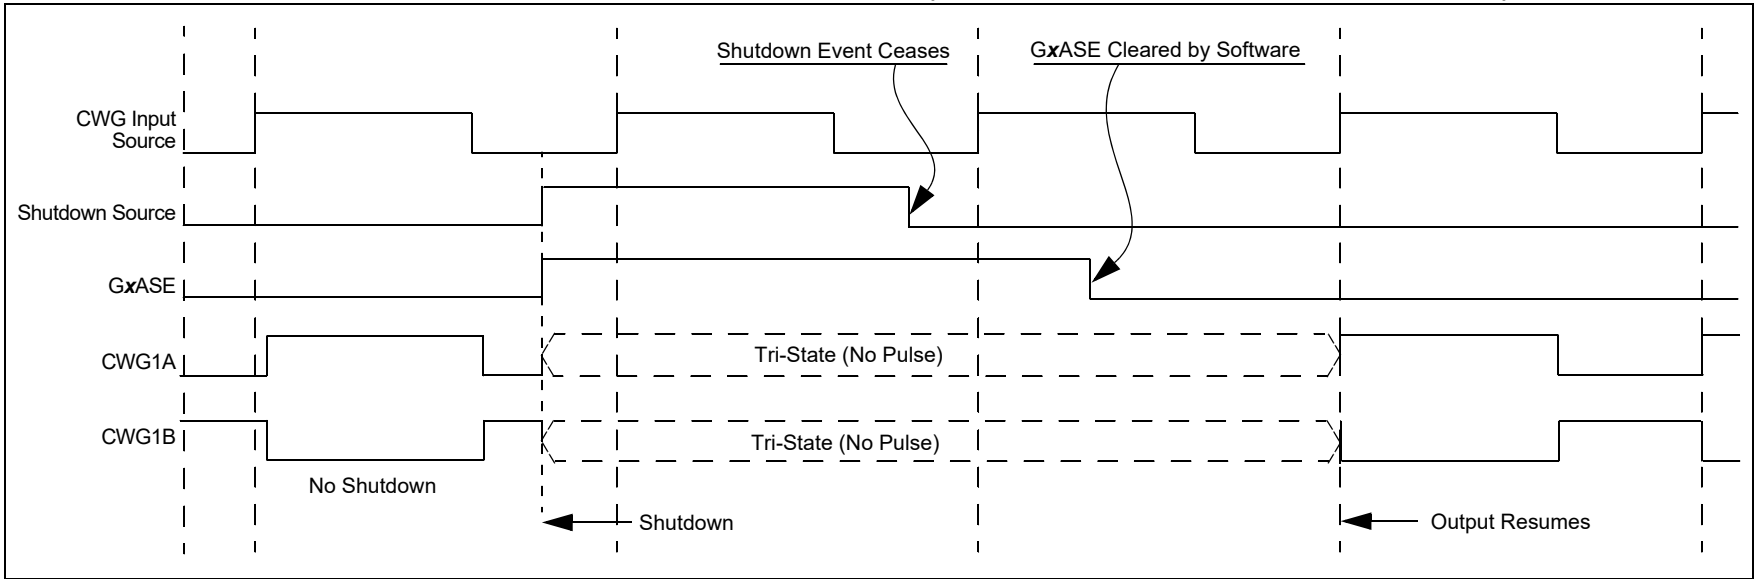 Shutdown Event Ceases
GxASE Cleared by Software
CWG Input
Source
Shutdown Source
GxASE
CWG1A
Tri-State (No Pulse)
CWG1B
Tri-State (No Pulse)
No Shutdown
Shutdown
Output Resumes